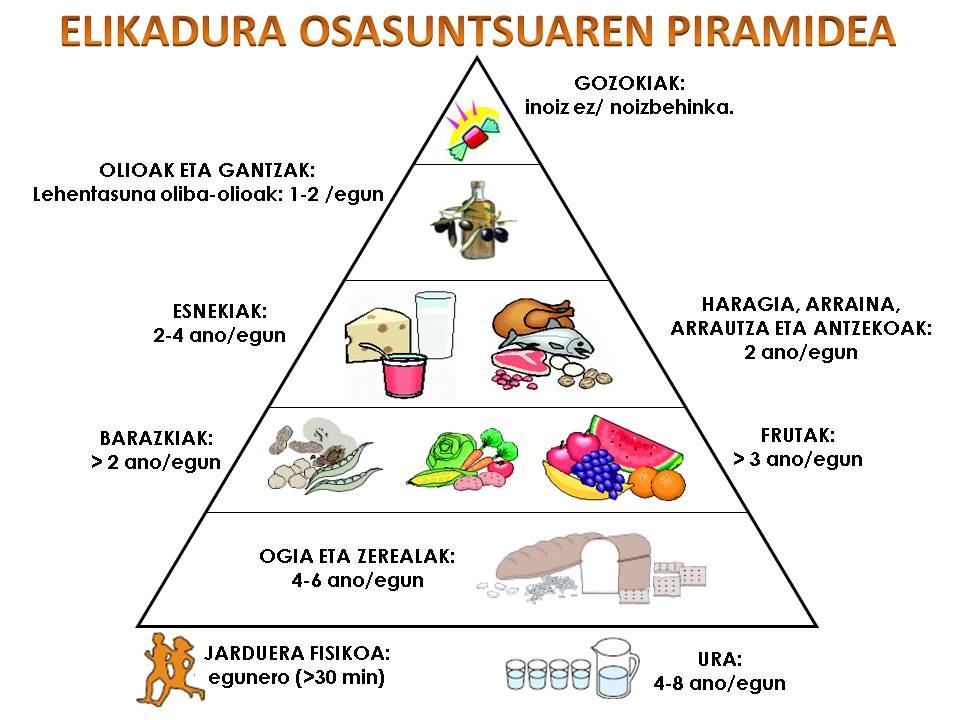 ELIKADURA OSASUNTSUAREN PIRAMIDEA
GOZOKIAK:
inoiz ez/ noizbehinka.
OLIOAK ETA GANTZAK:
Lehentasuna oliba-olioak: 1-2 /egun
ESNEKIAK:
2-4 ano/egun
HARAGIA, ARRAINA,
ARRAUTZA ETA ANTZEKOAK:
2 ano/egun
BARAZKIAK:
> 2 ano/egun
FRUTAK:
> 3 ano/egun
OGIA ETA ZEREALAK:
4-6 ano/egun
JARDUERA FISIKOA:
egunero (>30 min)
URA:
4-8 ano/egun